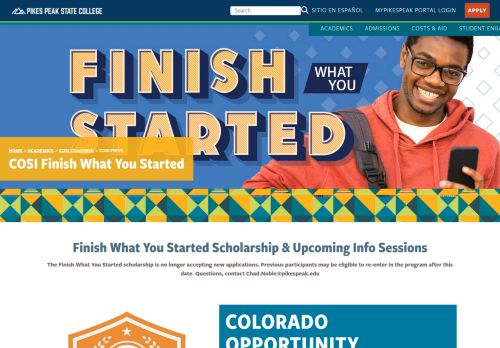 PIKES PEAK STATE COLLEGE
Search
SITIO EN ESPAÑOL
MYPIKESPEAK PORTAL LOGIN
APPLY
ACADEMICS ADMISSIONS COSTS & AID STUDENT ENGA
FINISH
WHAT
YOU
STARTED
HOME > ACADEMICS > COSI COACHING > COSI FWYS
COSI Finish What You Started
Finish What You Started Scholarship & Upcoming Info Sessions
The Finish What You Started scholarship is no longer accepting new applications. Previous participants may be eligible to re-enter in the program after this
date. Questions, contact Chad.Noble@pikespeak.edu
COLORADO
OPPORTUNITY